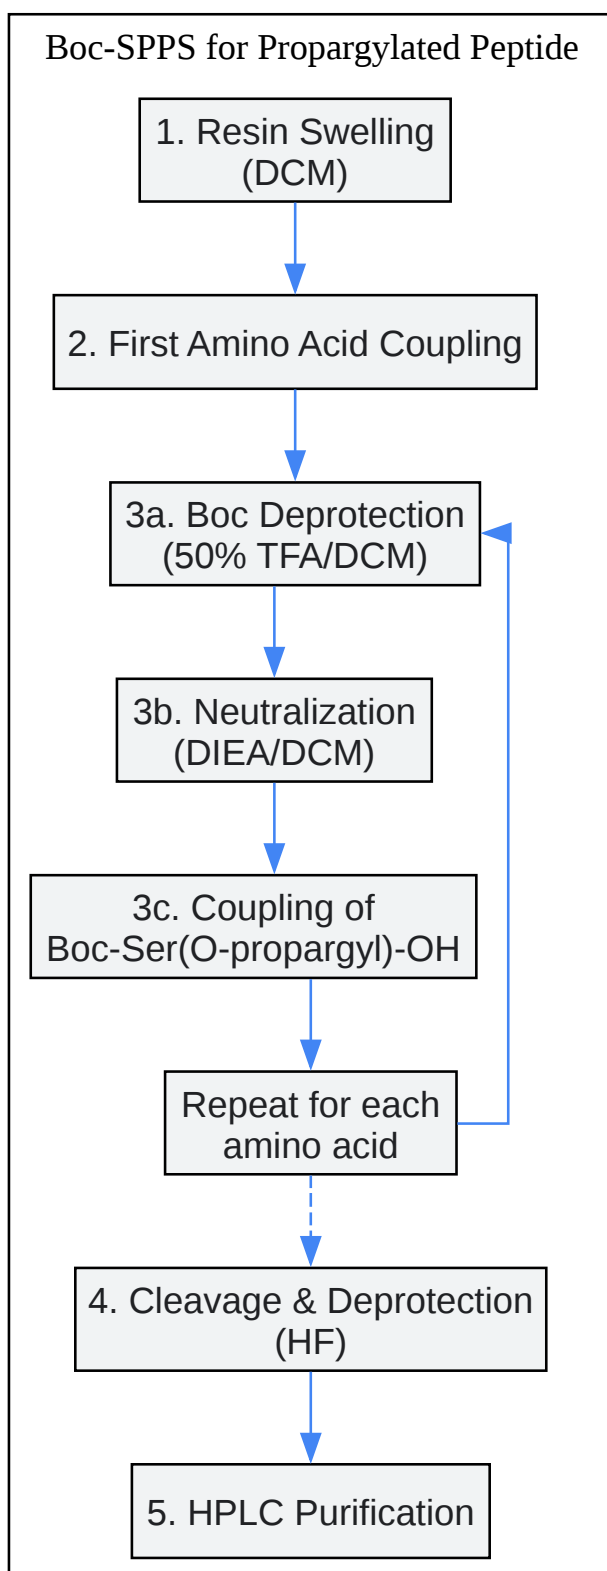 Boc-SPPS for Propargylated Peptide
1. Resin Swelling
(DCM)
2. First Amino Acid Coupling
3a. Boc Deprotection
(50% TFA/DCM)
3b. Neutralization
(DIEA/DCM)
3c. Coupling of
Boc-Ser(O-propargyl)-OH
Repeat for each
amino acid
4. Cleavage & Deprotection
(HF)
5. HPLC Purification